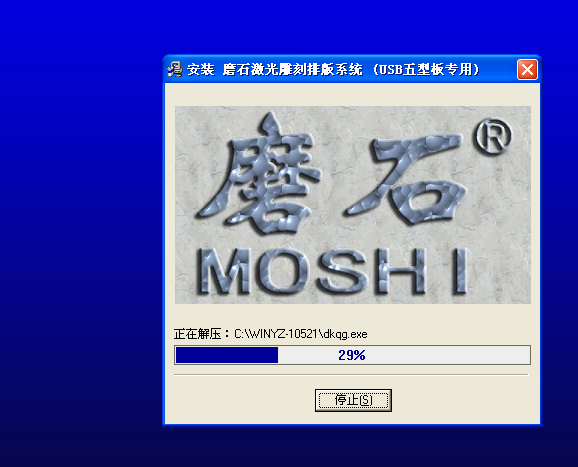 安装 磨石激光雕刻排版系统 (USB五型板专用)
磨石®
MOSHI
正在解压：C:\WINYZ-10521\dkqg.exe
29%
停止(S)